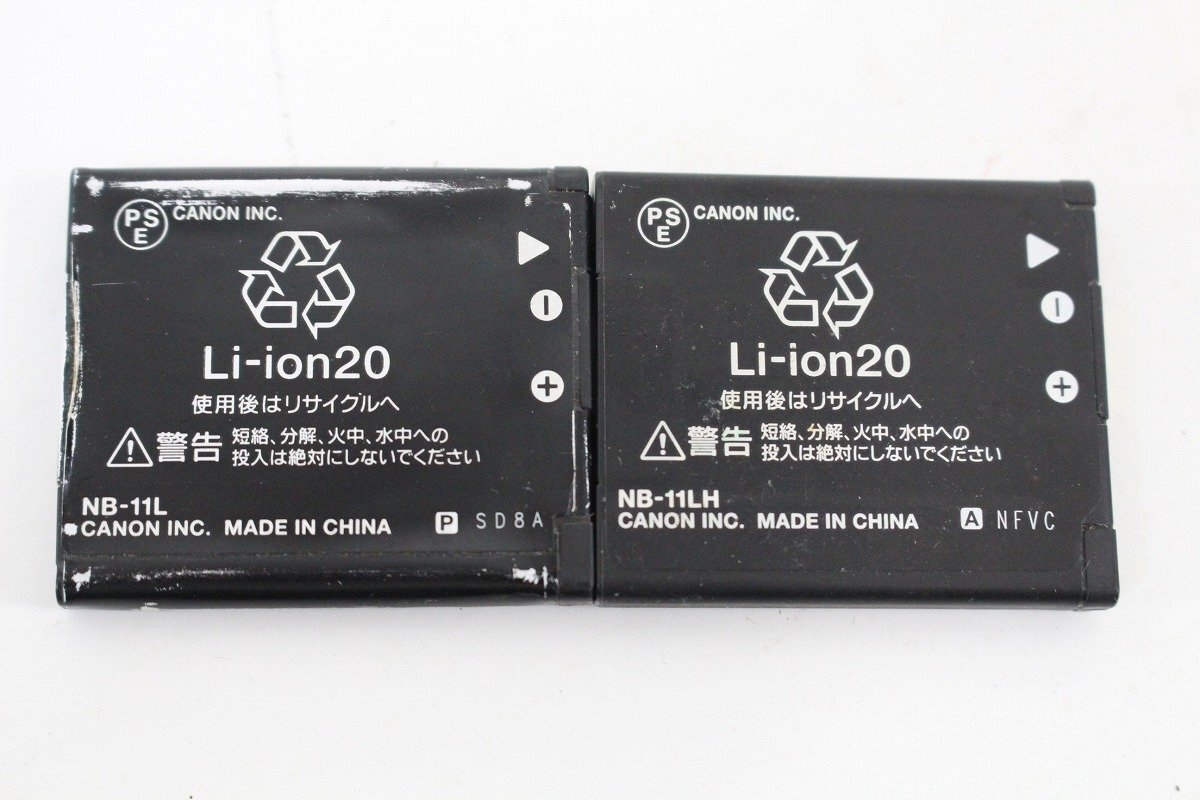 PSE CANON INC.
Li-ion20
使用後はリサイクルへ
警告 短絡、分解、火中、水中への
投入は絶対にしないでください
NB-11L
CANON INC. MADE IN CHINA P SD8A
PSE CANON INC.
Li-ion20
使用後はリサイクルへ
警告 短絡、分解、火中、水中への
投入は絶対にしないでください
NB-11LH
CANON INC. MADE IN CHINA A NFVC